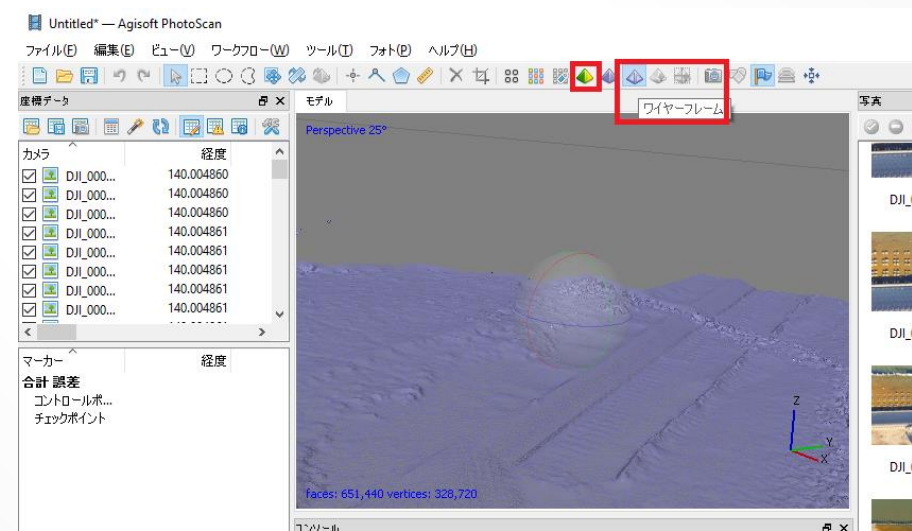 Untitled* — Agisoft PhotoScan
ファイル(F) 編集(E) ビュー(V) ワークフロー(W) ツール(T) フォト(P) ヘルプ(H)
座標データ
モデル
写真
ワイヤーフレーム
Perspective 25°
カメラ 経度
DJI_000... 140.004860
DJI_000... 140.004860
DJI_000... 140.004860
DJI_000... 140.004861
DJI_000... 140.004861
DJI_000... 140.004861
DJI_000... 140.004861
DJI_000... 140.004861
マーカー 経度
合計 誤差
コントロールポ...
チェックポイント
Z
Y
X
faces: 651,440 vertices: 328,720
コンソール